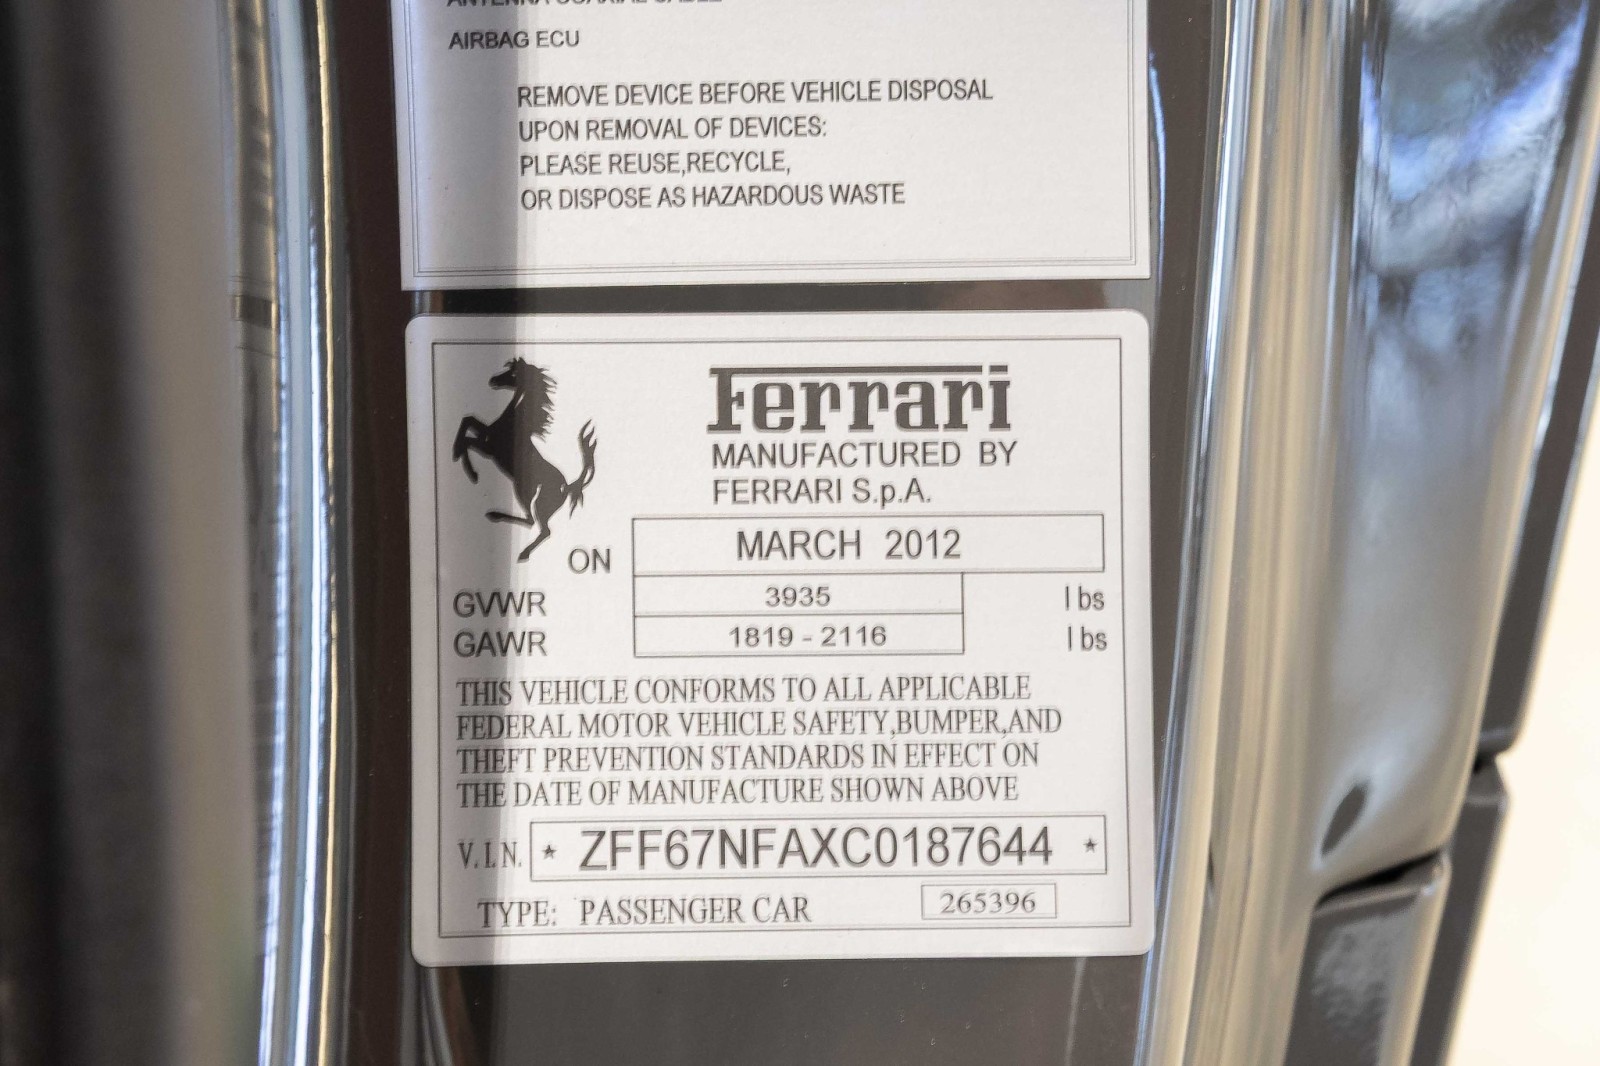 ANTENNA COAXIAL CABLE
AIRBAG ECU
REMOVE DEVICE BEFORE VEHICLE DISPOSAL
UPON REMOVAL OF DEVICES:
PLEASE REUSE,RECYCLE,
OR DISPOSE AS HAZARDOUS WASTE
Ferrari
MANUFACTURED BY
FERRARI S.p.A.
ON MARCH 2012
GVWR 3935 lbs
GAWR 1819 - 2116 lbs
THIS VEHICLE CONFORMS TO ALL APPLICABLE
FEDERAL MOTOR VEHICLE SAFETY,BUMPER,AND
THEFT PREVENTION STANDARDS IN EFFECT ON
THE DATE OF MANUFACTURE SHOWN ABOVE
V.I.N. * ZFF67NFAXC0187644 *
TYPE: PASSENGER CAR 265396